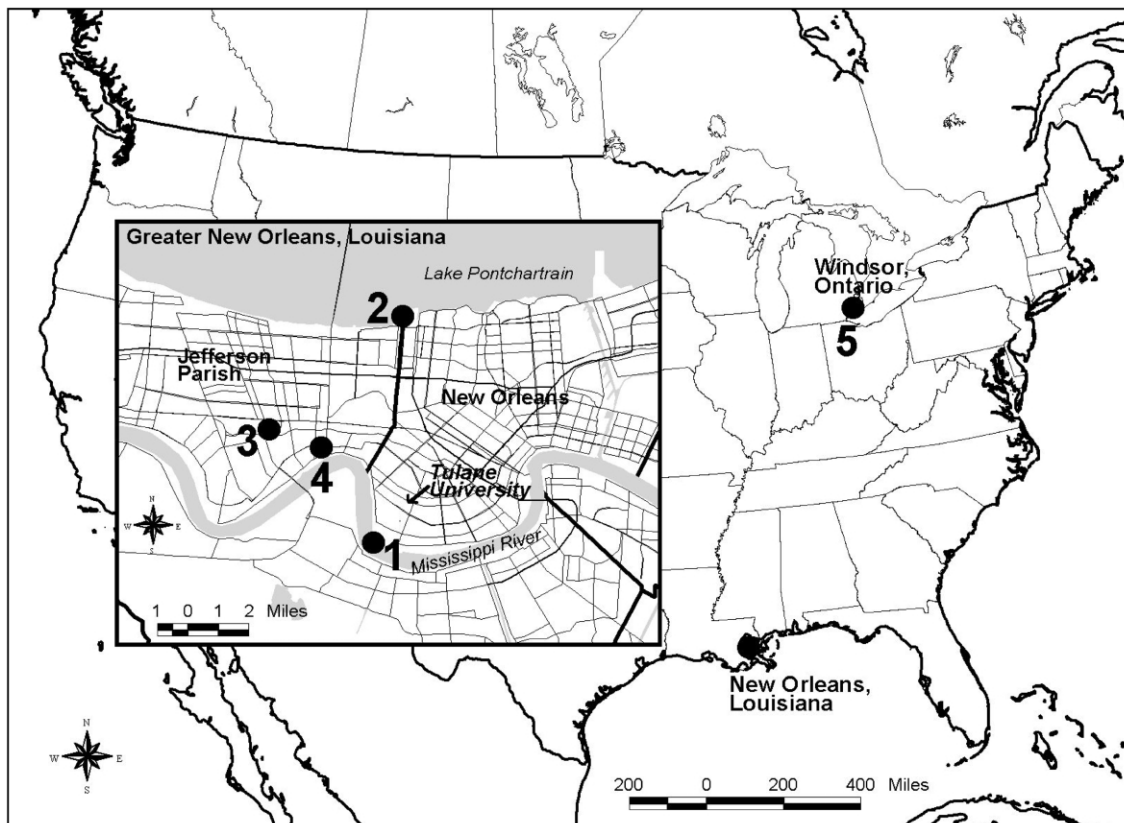 Greater New Orleans, Louisiana
Lake Pontchartrain
2
Jefferson
Parish
New Orleans
3
4
Tulane
University
1
Mississippi River
N
W E
S
1 0 1 2 Miles
Windsor,
Ontario
5
New Orleans,
Louisiana
N
W E
S
200 0 200 400 Miles